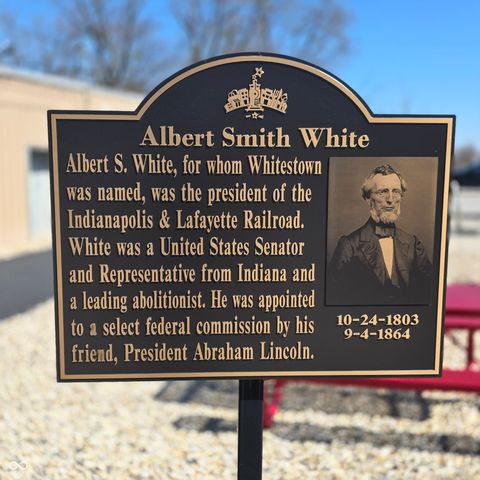 Albert Smith White
Albert S. White, for whom Whitestown
was named, was the president of the
Indianapolis & Lafayette Railroad.
White was a United States Senator
and Representative from Indiana and
a leading abolitionist. He was appointed
to a select federal commission by his
friend, President Abraham Lincoln.
10-24-1803
9-4-1864